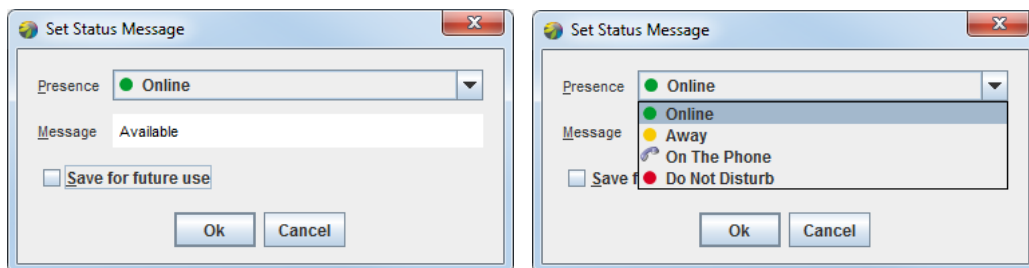 Set Status Message
Presence Online
Message Available
Save for future use
Ok Cancel
Set Status Message
Presence Online
Online
Message Away
On The Phone
Save f Do Not Disturb
Ok Cancel